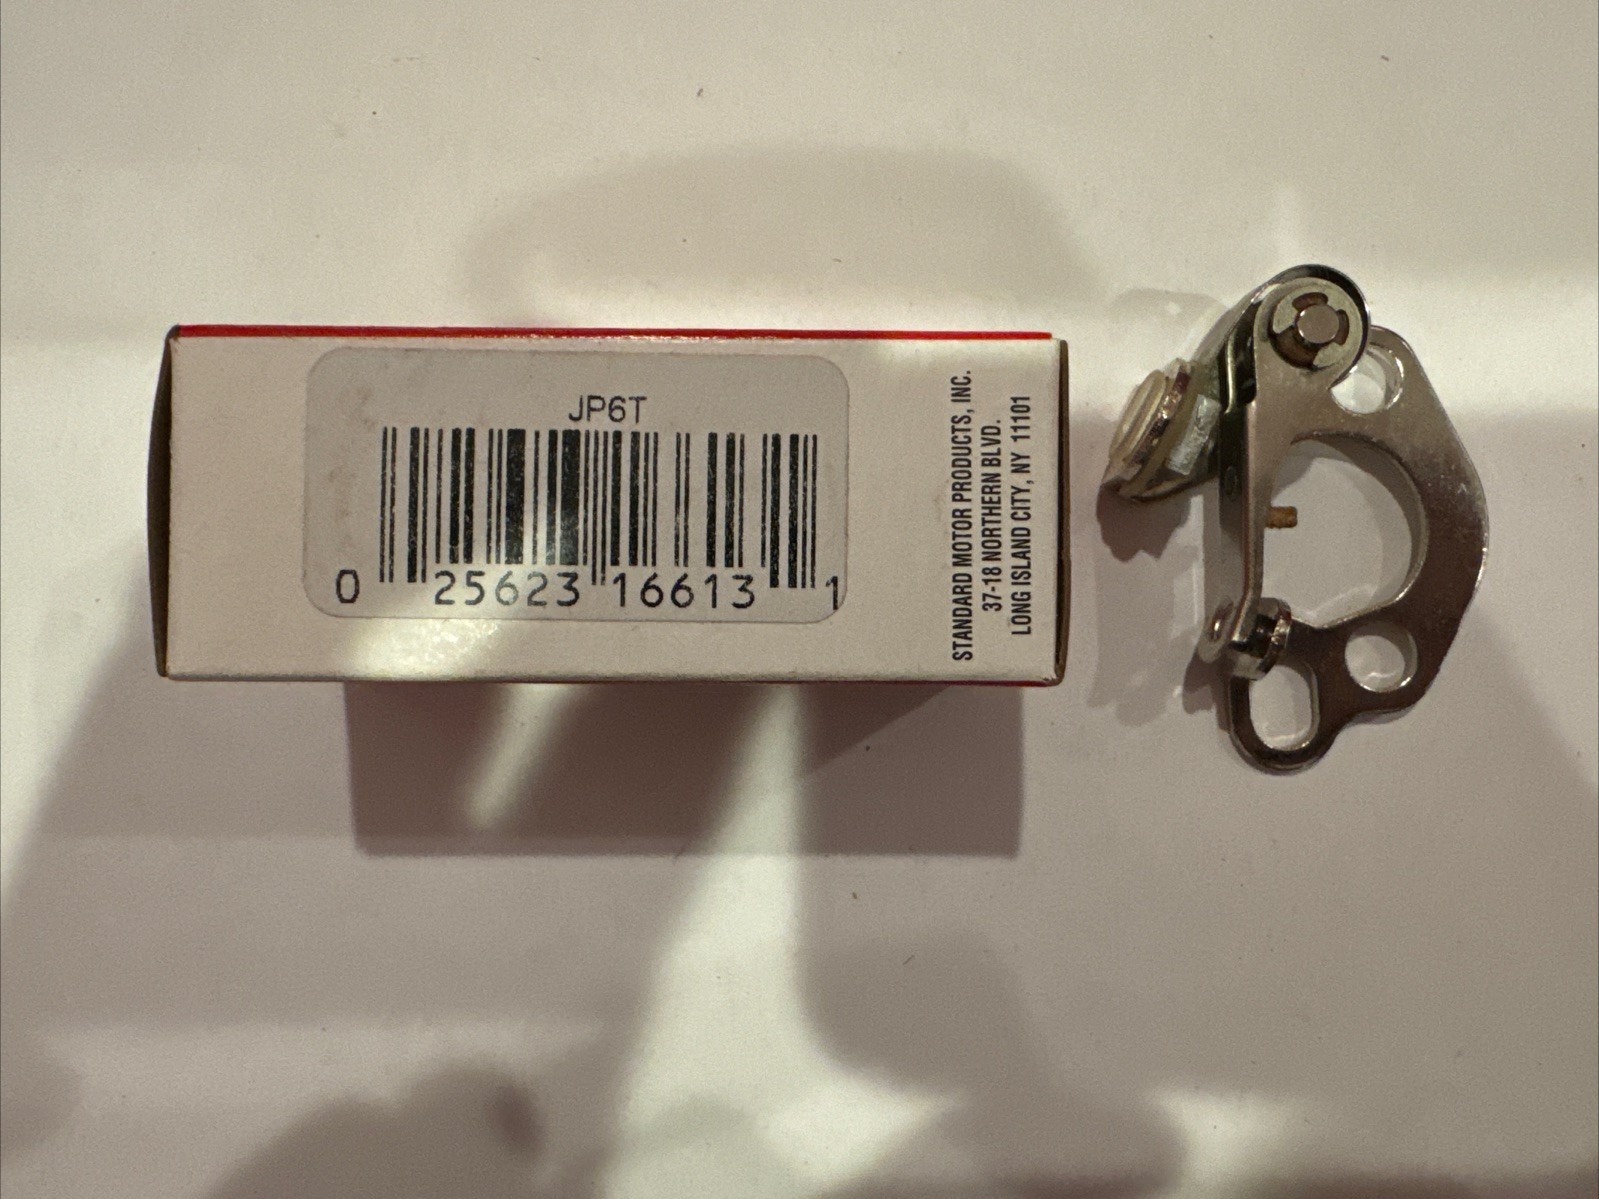 JP6T
0 25623 16613 1
STANDARD MOTOR PRODUCTS, INC.
37-18 NORTHERN BLVD.
LONG ISLAND CITY, NY 11101